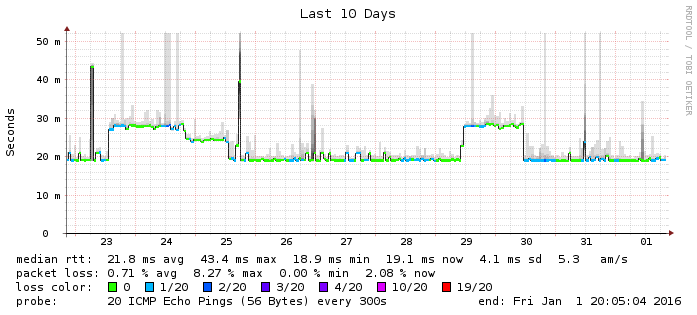 Last 10 Days
RRDTOOL / TOBI OETIKER
Seconds
50 m
40 m
30 m
20 m
10 m
0
23 24 25 26 27 28 29 30 31 01
median rtt: 21.8 ms avg 43.4 ms max 18.9 ms min 19.1 ms now 4.1 ms sd 5.3 am/s
packet loss: 0.71 % avg 8.27 % max 0.00 % min 2.08 % now
loss color: 0 1/20 2/20 3/20 4/20 10/20 19/20
probe: 20 ICMP Echo Pings (56 Bytes) every 300s end: Fri Jan 1 20:05:04 2016